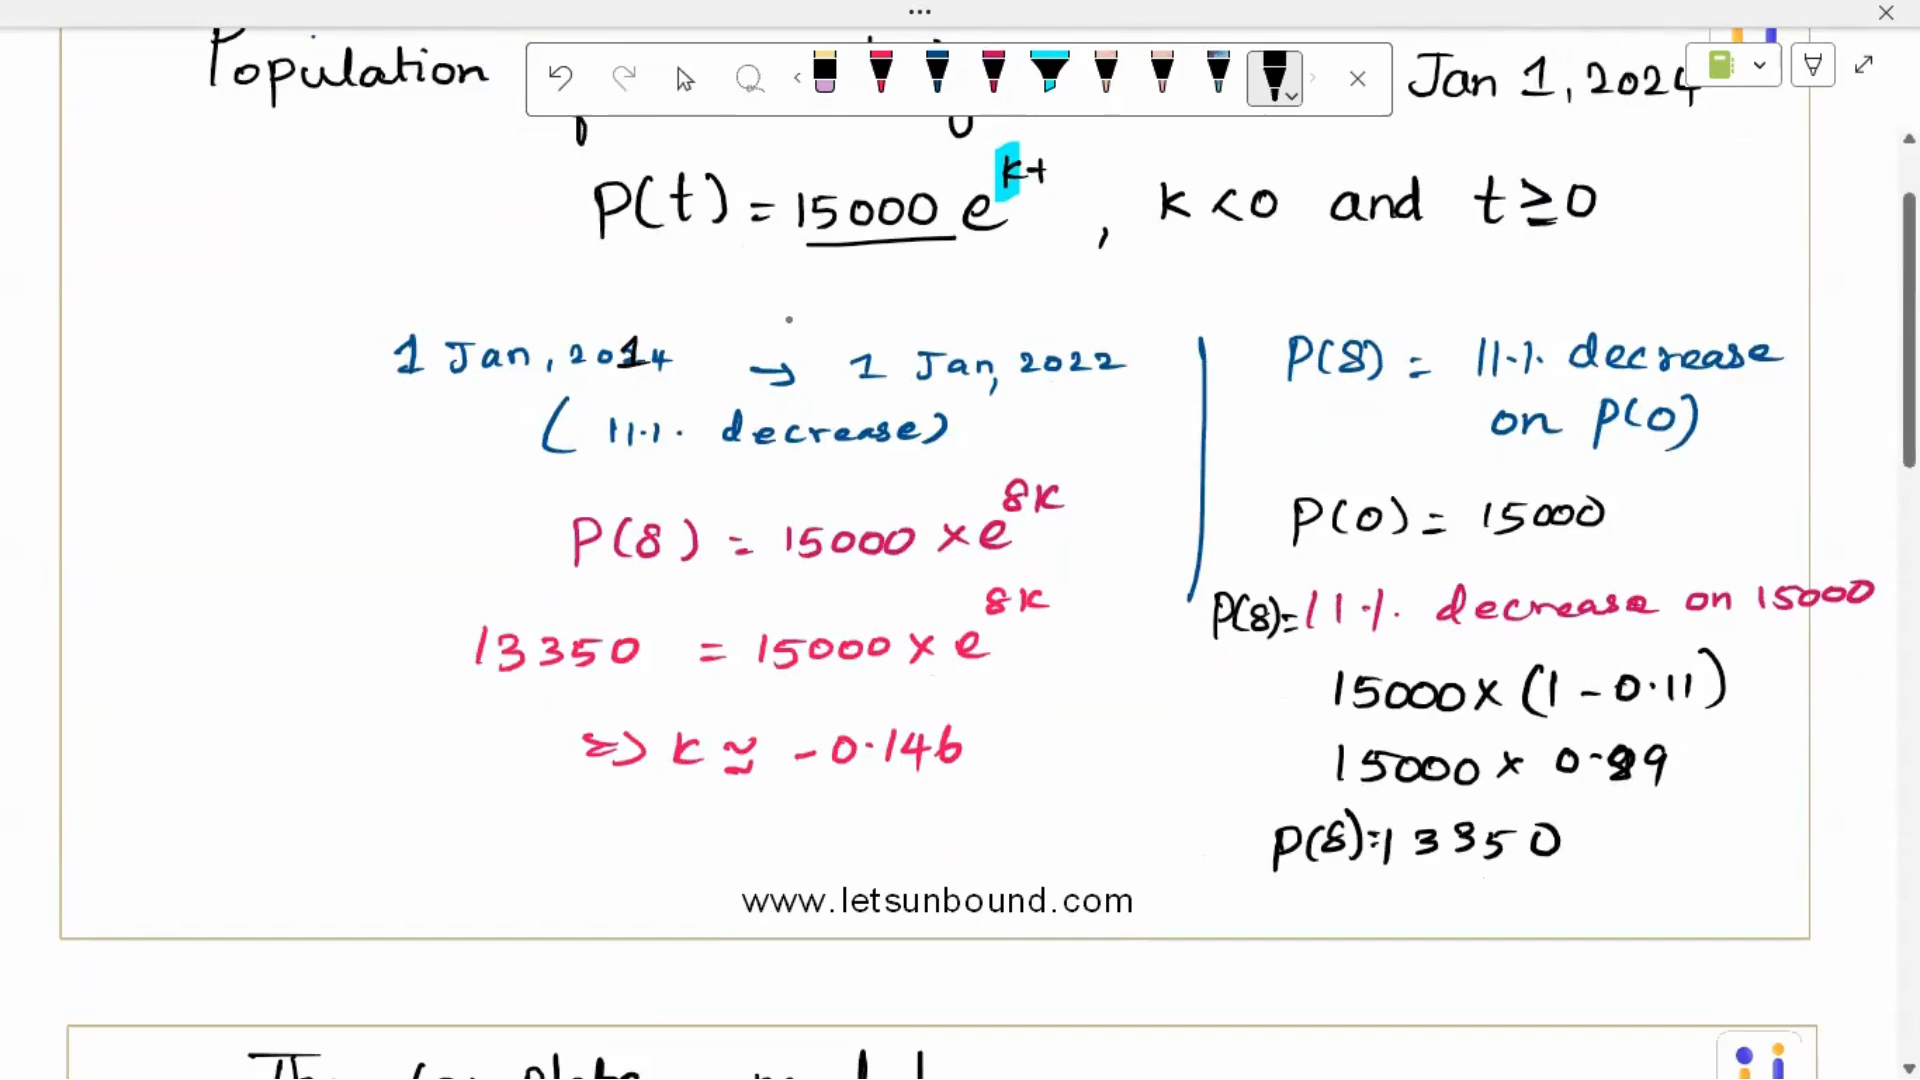 Population Jan 1, 2024
P(t) = 15000 e^kt , k < 0 and t ≥ 0
1 Jan, 2014 → 1 Jan, 2022
(11% decrease)
P(8) = 15000 × e^8k
13350 = 15000 × e^8k
⇒ k ≅ -0.146
P(8) = 11% decrease
on P(0)
P(0) = 15000
P(8) = 11% decrease on 15000
15000 × (1 - 0.11)
15000 × 0.89
P(8) = 13350
www.letsunbound.com